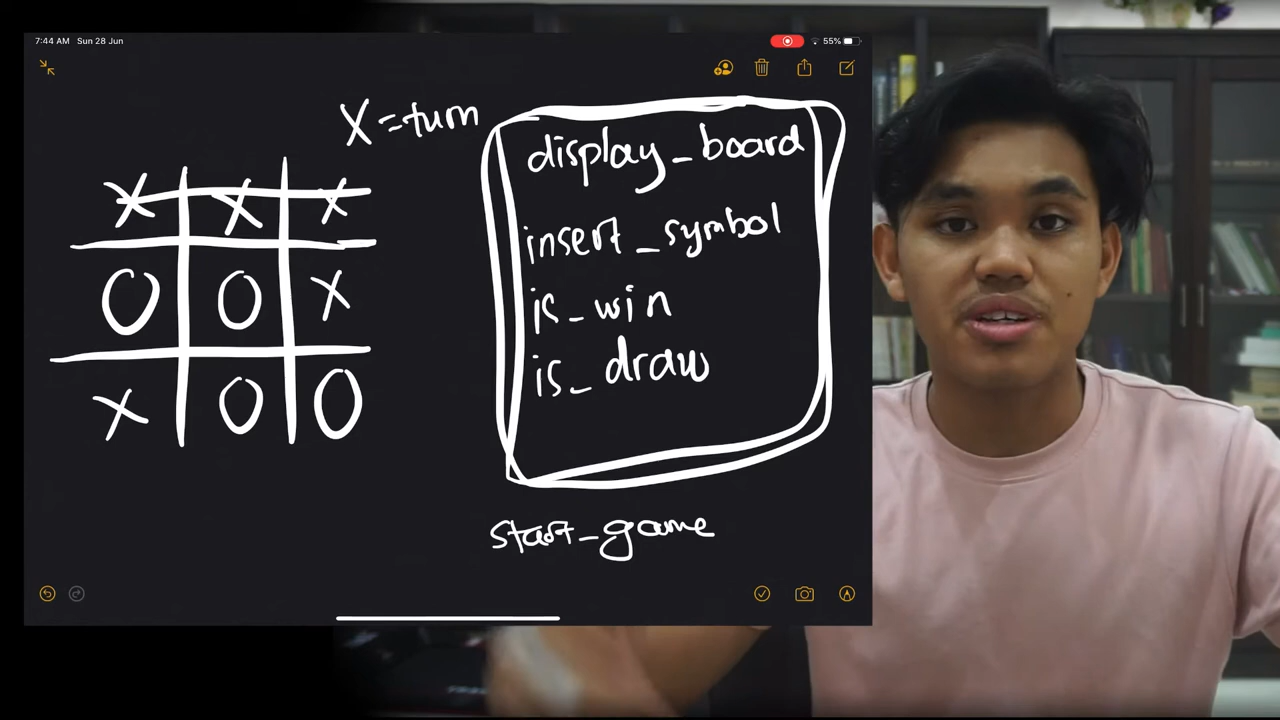 7:44 AM Sun 28 Jun
55%
X = turn
X X X
O O X
X O O
display_board
insert_symbol
is_win
is_draw
start_game